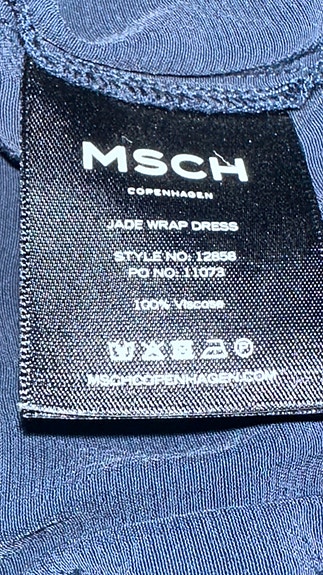 MSCH
COPENHAGEN
JADE WRAP DRESS
STYLE NO: 12856
PO NO.: 11073
100% Viscose
MSCHCOPENHAGEN.COM